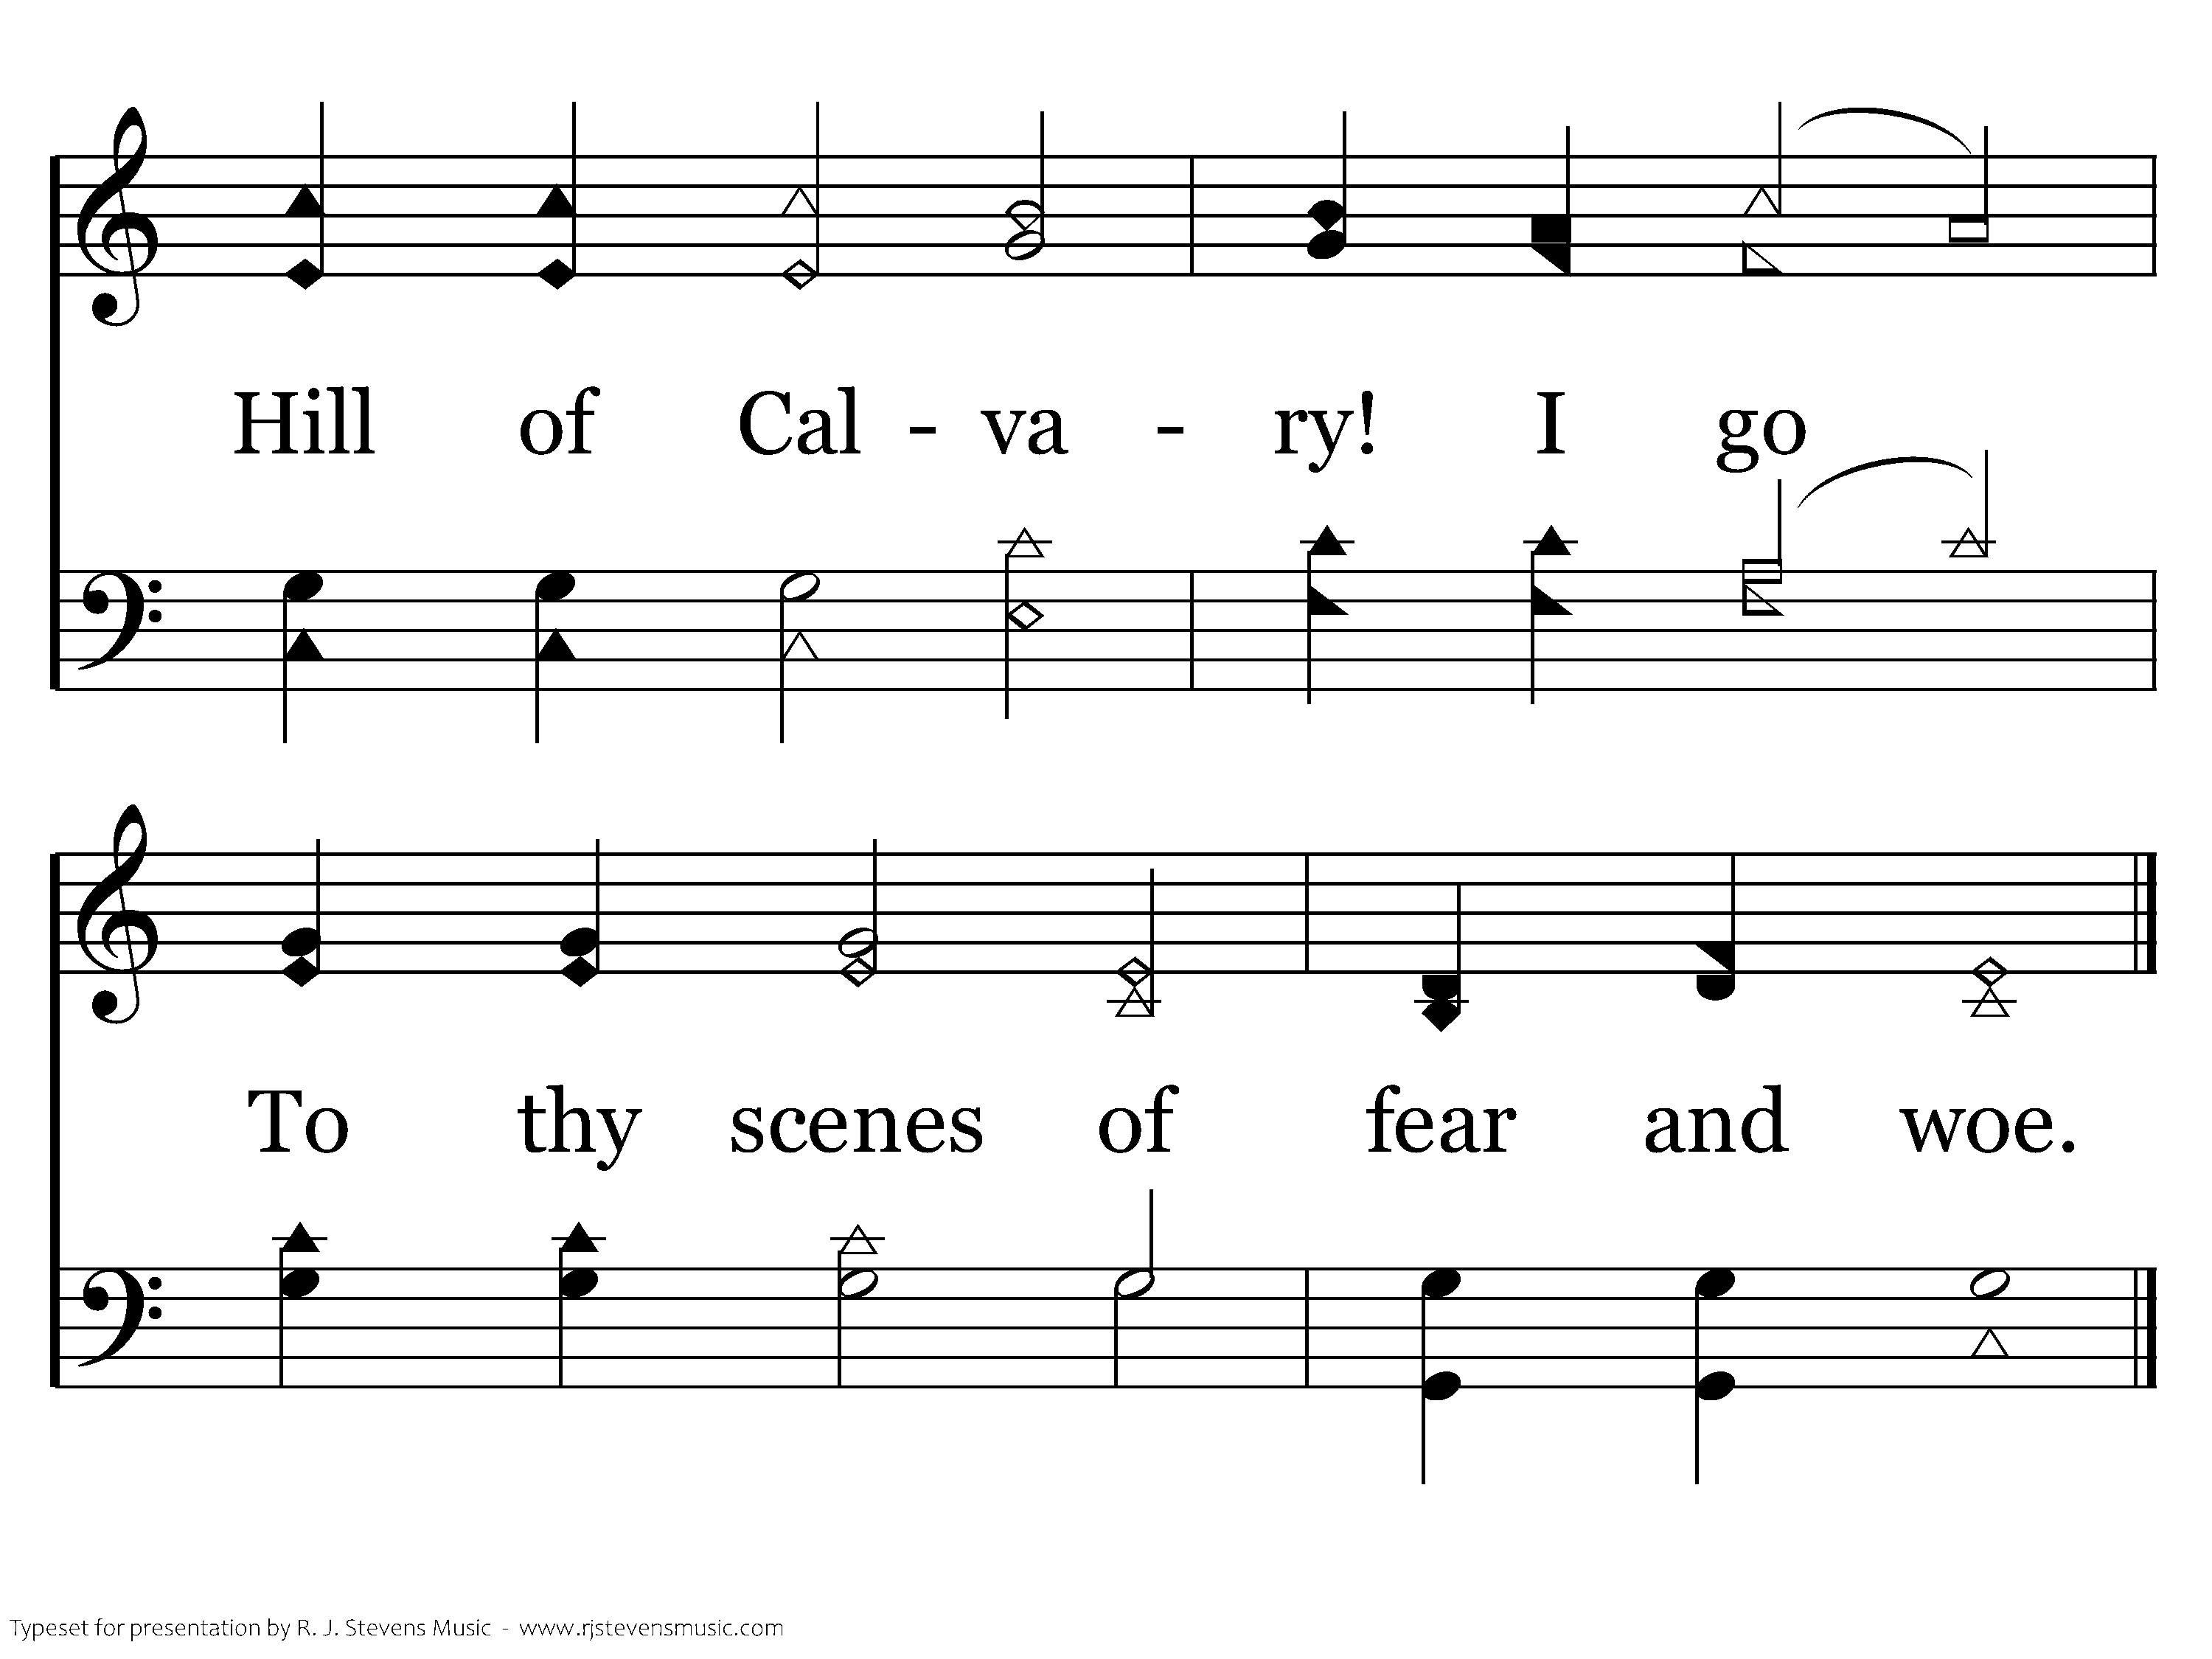 Hill of Cal - va - ry! I go
To thy scenes of fear and woe.
Typeset for presentation by R. J. Stevens Music - www.rjstevensmusic.com